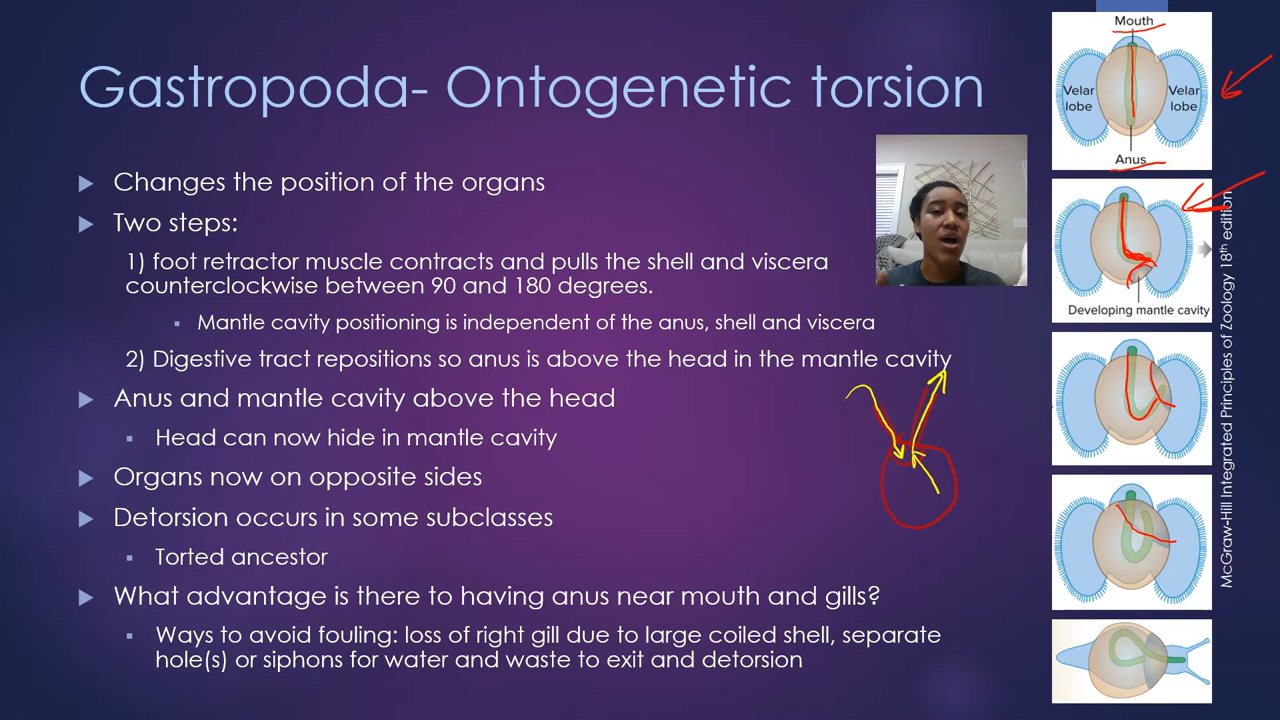 Gastropoda- Ontogenetic torsion
Changes the position of the organs
Two steps:
1) foot retractor muscle contracts and pulls the shell and viscera
counterclockwise between 90 and 180 degrees.
Mantle cavity positioning is independent of the anus, shell and viscera
2) Digestive tract repositions so anus is above the head in the mantle cavity
Anus and mantle cavity above the head
Head can now hide in mantle cavity
Organs now on opposite sides
Detorsion occurs in some subclasses
Torted ancestor
What advantage is there to having anus near mouth and gills?
Ways to avoid fouling: loss of right gill due to large coiled shell, separate
hole(s) or siphons for water and waste to exit and detorsion
Mouth
Velar
lobe
Velar
lobe
Anus
Developing mantle cavity
McGraw-Hill Integrated Principles of Zoology 18th edition